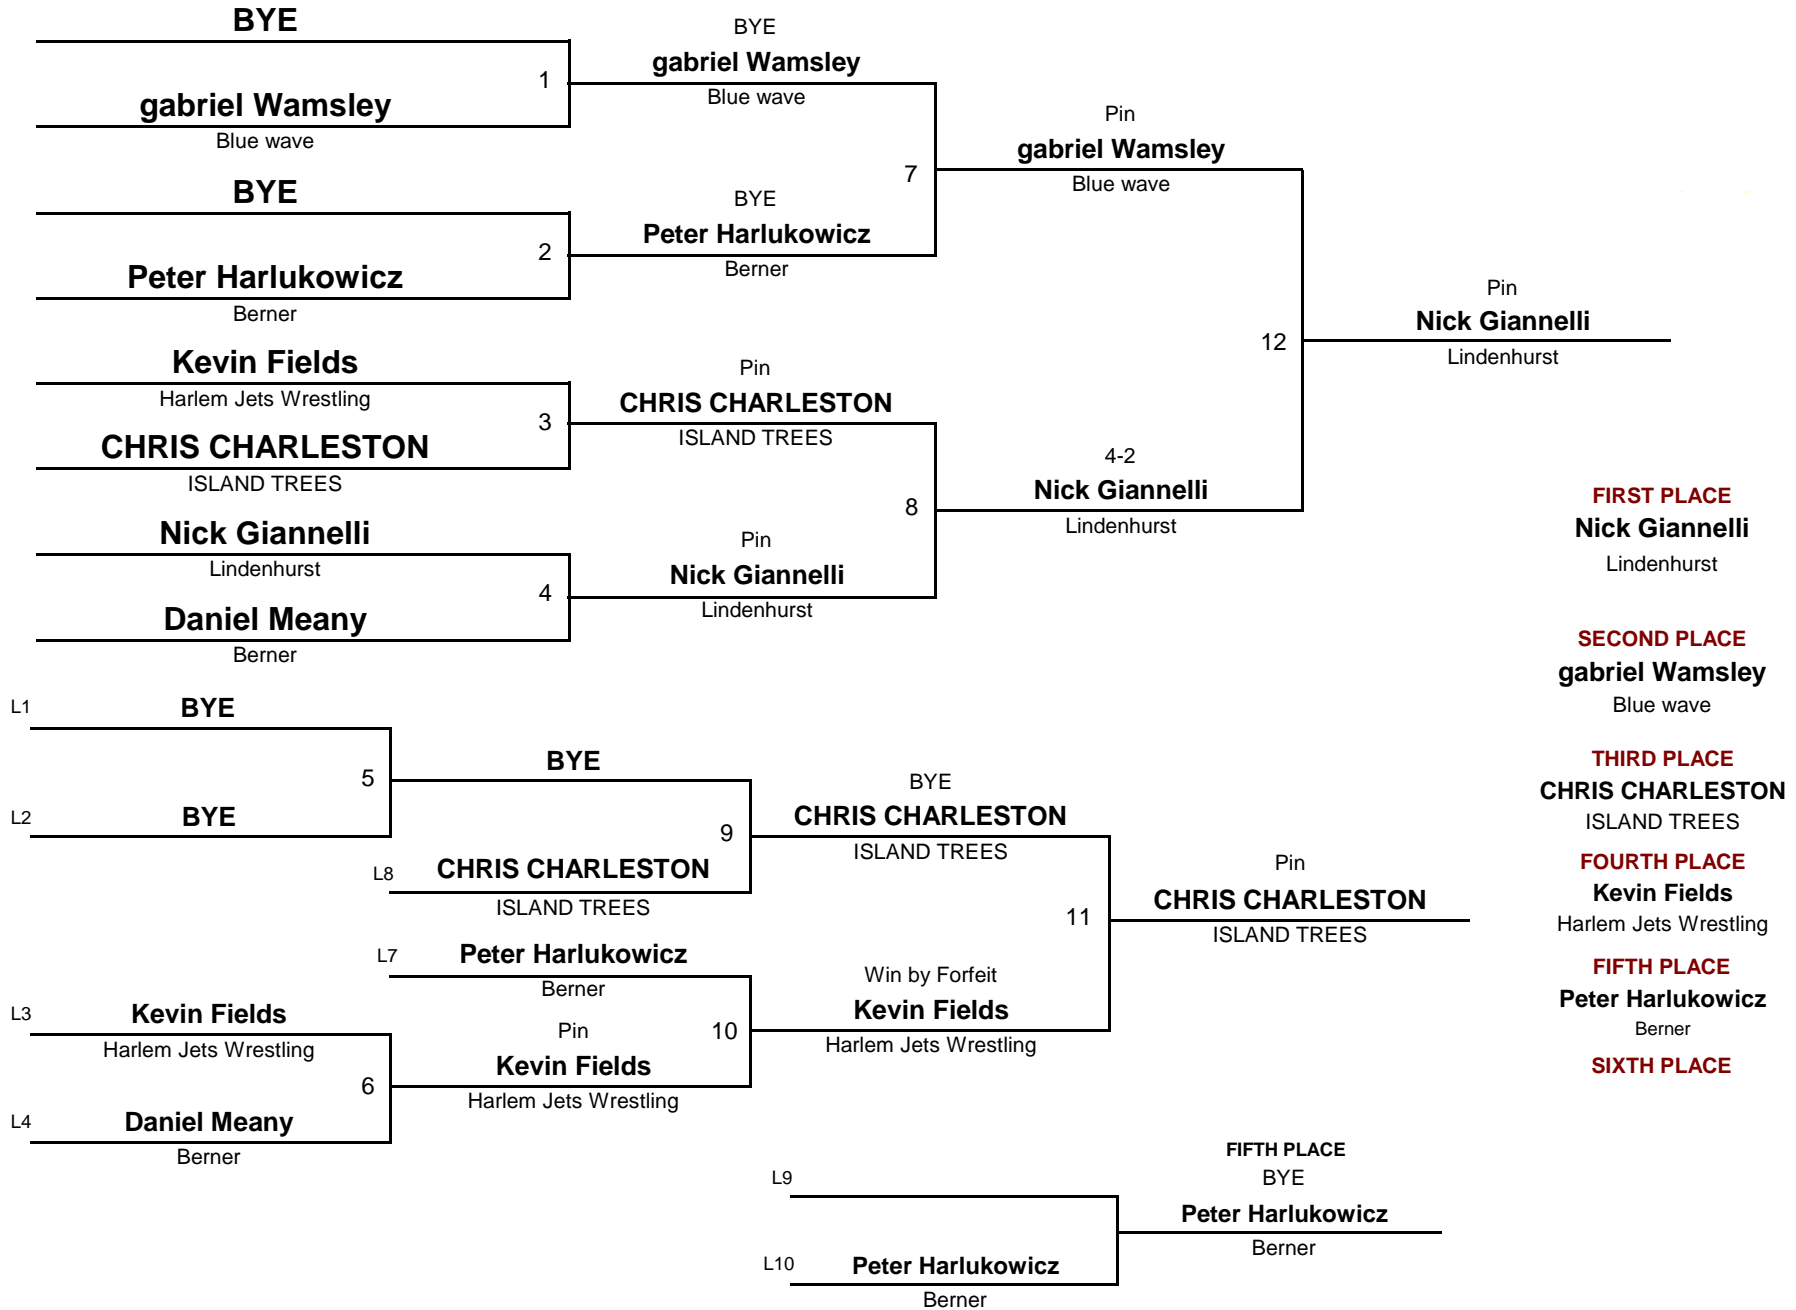 BYE
gabriel Wamsley
Blue wave
1
BYE
Peter Harlukowicz
Berner
2
Kevin Fields
Harlem Jets Wrestling
3
CHRIS CHARLESTON
ISLAND TREES
Nick Giannelli
Lindenhurst
4
Daniel Meany
Berner
BYE
gabriel Wamsley
Blue wave
7
BYE
Peter Harlukowicz
Berner
Pin
CHRIS CHARLESTON
ISLAND TREES
8
Pin
Nick Giannelli
Lindenhurst
Pin
gabriel Wamsley
Blue wave
12
4-2
Nick Giannelli
Lindenhurst
Pin
Nick Giannelli
Lindenhurst
L1
BYE
5
L2
BYE
BYE
9
L8
CHRIS CHARLESTON
ISLAND TREES
L7
Peter Harlukowicz
Berner
L3
Kevin Fields
Harlem Jets Wrestling
6
L4
Daniel Meany
Berner
Pin
10
Kevin Fields
Harlem Jets Wrestling
BYE
CHRIS CHARLESTON
ISLAND TREES
11
Win by Forfeit
Kevin Fields
Harlem Jets Wrestling
Pin
CHRIS CHARLESTON
ISLAND TREES
L9
L10
Peter Harlukowicz
Berner
FIFTH PLACE
BYE
Peter Harlukowicz
Berner
FIRST PLACE
Nick Giannelli
Lindenhurst
SECOND PLACE
gabriel Wamsley
Blue wave
THIRD PLACE
CHRIS CHARLESTON
ISLAND TREES
FOURTH PLACE
Kevin Fields
Harlem Jets Wrestling
FIFTH PLACE
Peter Harlukowicz
Berner
SIXTH PLACE